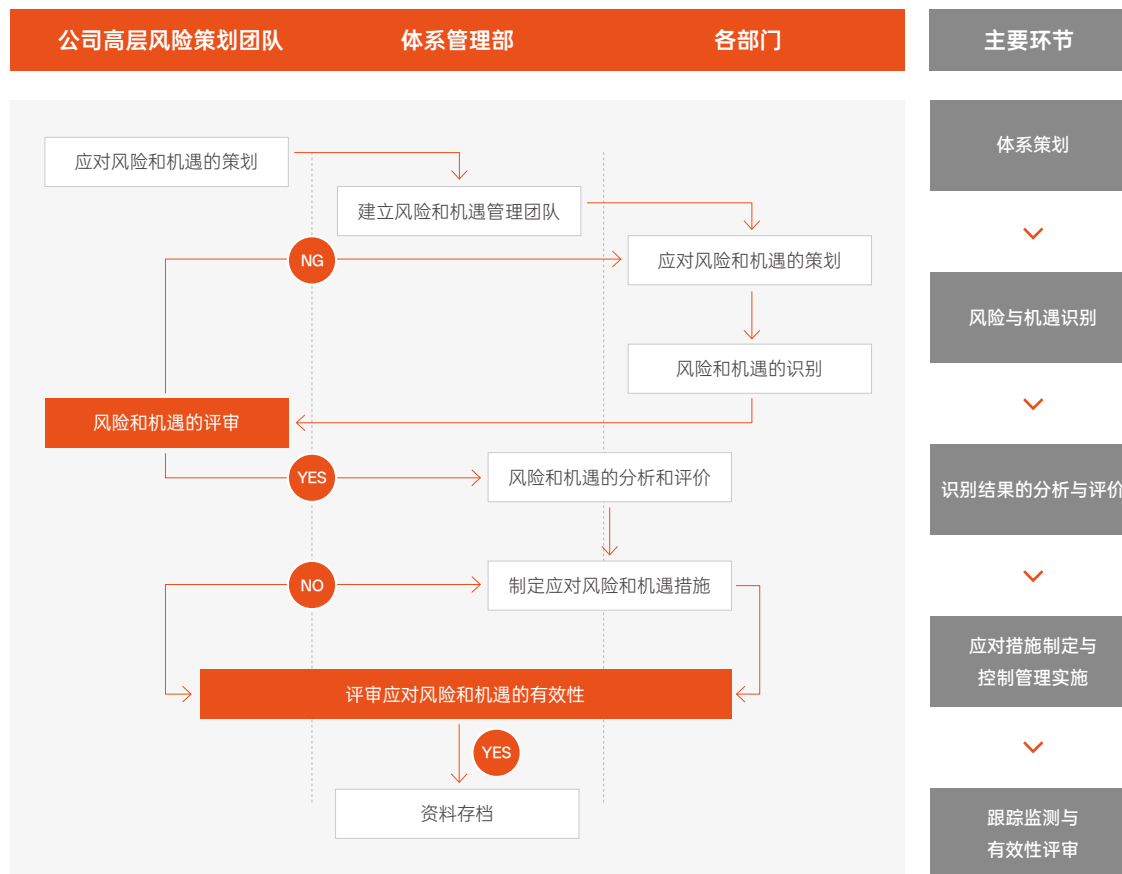 公司高层风险策划团队
体系管理部
各部门
主要环节
应对风险和机遇的策划
建立风险和机遇管理团队
NG
应对风险和机遇的策划
风险和机遇的识别
风险和机遇的评审
YES
风险和机遇的分析和评价
NO
制定应对风险和机遇措施
评审应对风险和机遇的有效性
YES
资料存档
体系策划
风险与机遇识别
识别结果的分析与评价
应对措施制定与
控制管理实施
跟踪监测与
有效性评审